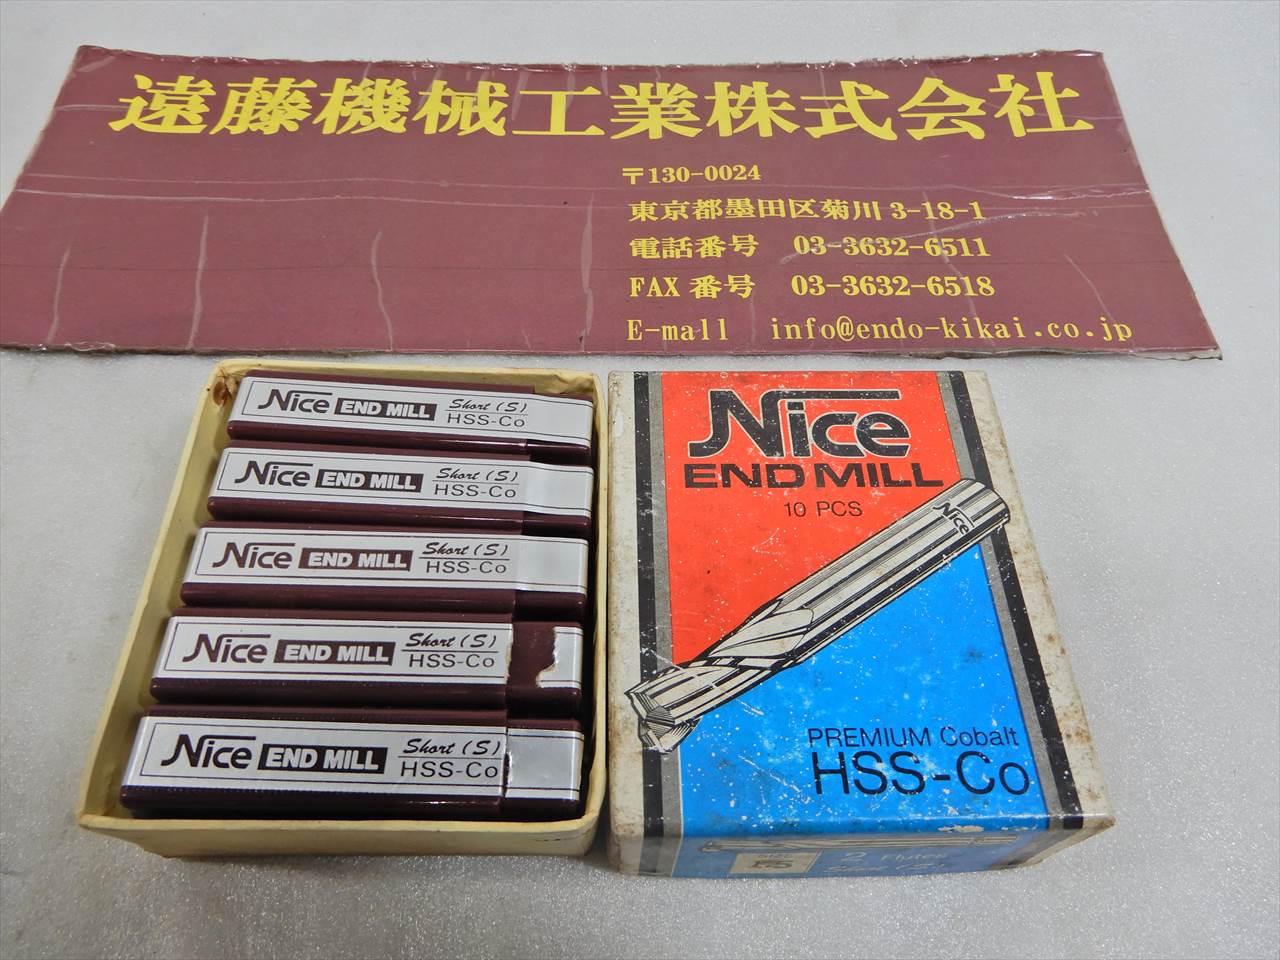 遠藤機械工業株式会社
〒130-0024
東京都墨田区菊川 3-18-1
電話番号 03-3632-6511
FAX 番号 03-3632-6518
E-mall info@endo-kikai.co.jp
Nice END MILL Short (S) HSS-Co
Nice END MILL Short (S) HSS-Co
Nice END MILL Short (S) HSS-Co
Nice END MILL Short (S) HSS-Co
Nice END MILL Short (S) HSS-Co
Nice
END MILL
10 PCS
Nice
PREMIUM Cobalt
HSS-Co
SIZE
2 Flutes